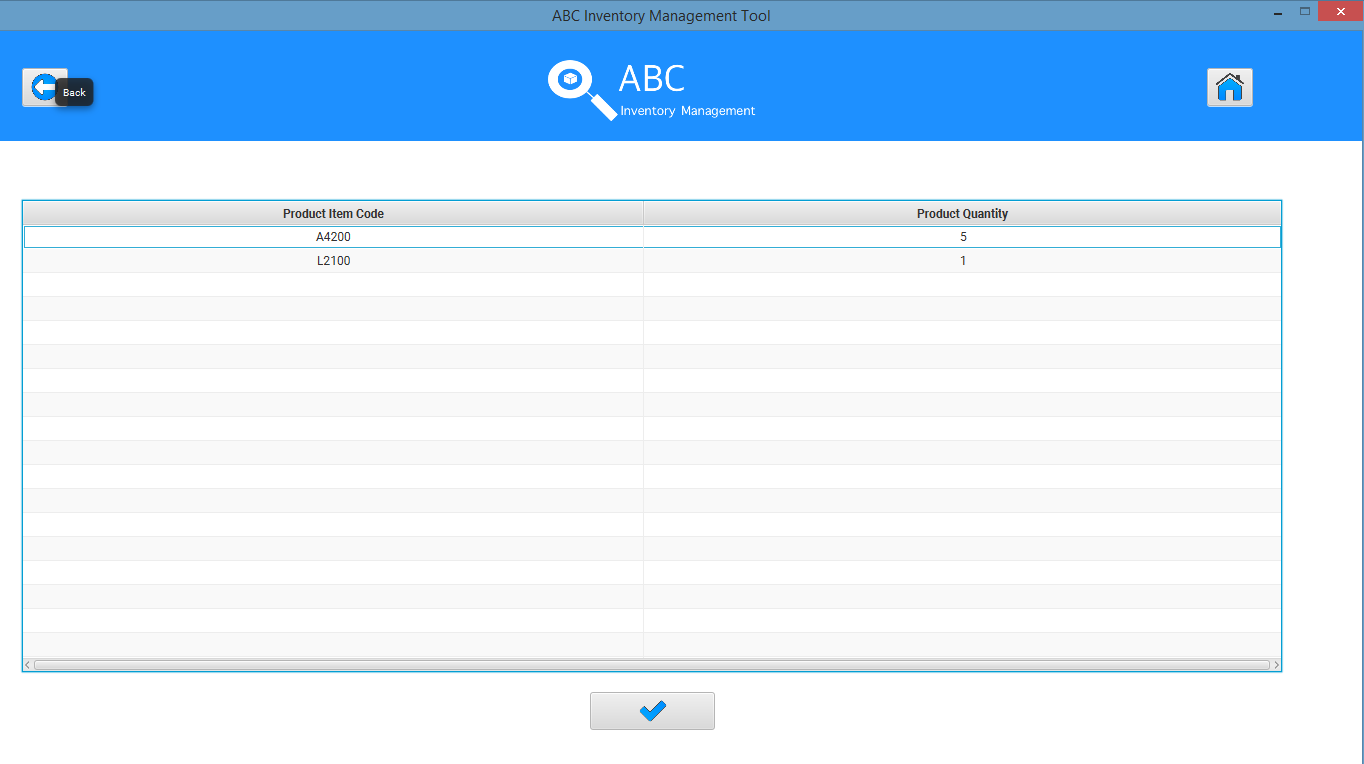 ABC Inventory Management Tool
Back
ABC
Inventory Management
Product Item Code Product Quantity
A4200 5
L2100 1